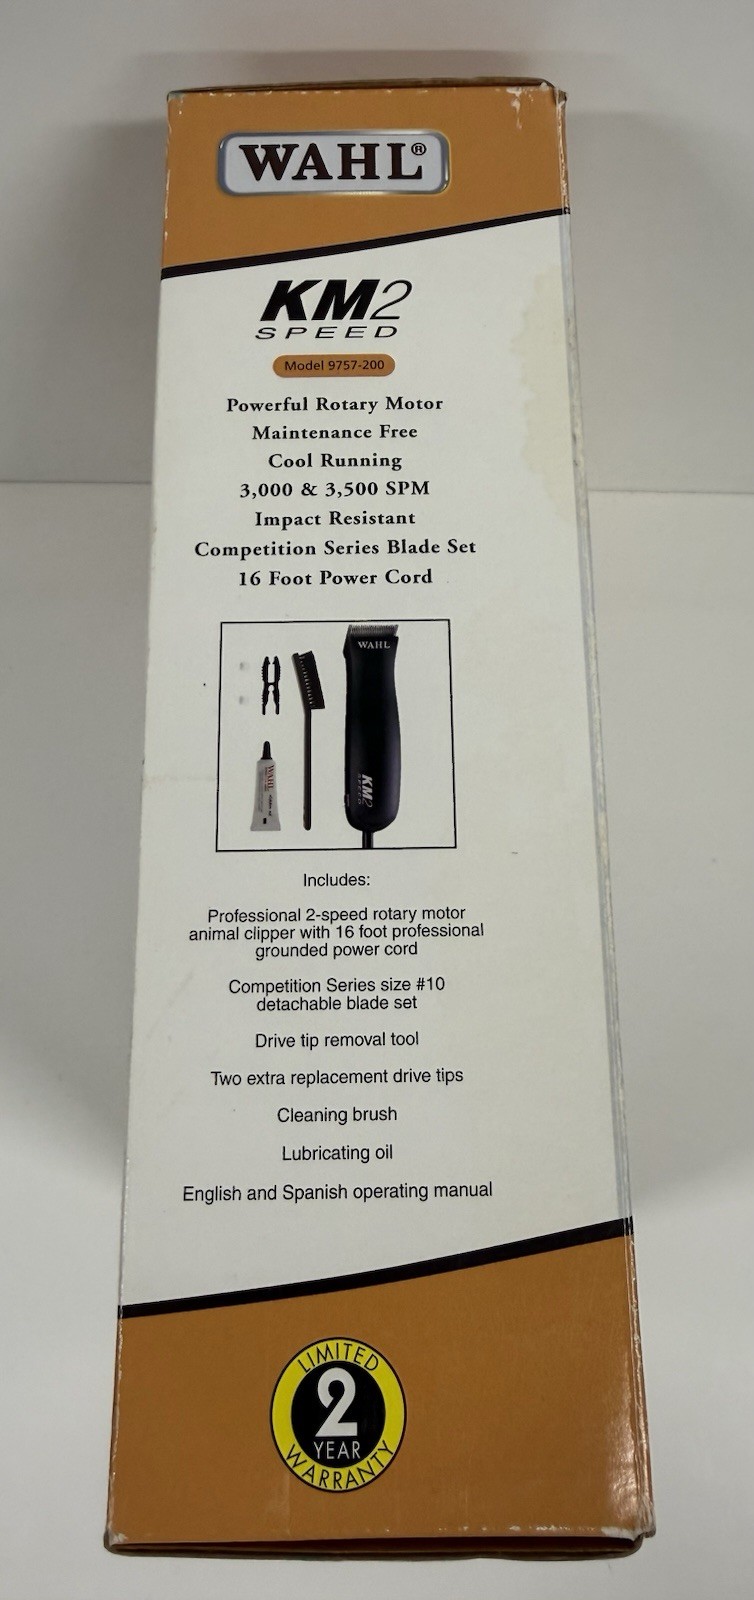 WAHL®
KM2
SPEED
Model 9757-200
Powerful Rotary Motor
Maintenance Free
Cool Running
3,000 & 3,500 SPM
Impact Resistant
Competition Series Blade Set
16 Foot Power Cord
WAHL
WAHL
KM2
SPEED
Includes:
Professional 2-speed rotary motor
animal clipper with 16 foot professional
grounded power cord
Competition Series size #10
detachable blade set
Drive tip removal tool
Two extra replacement drive tips
Cleaning brush
Lubricating oil
English and Spanish operating manual
LIMITED
2
YEAR
WARRANTY